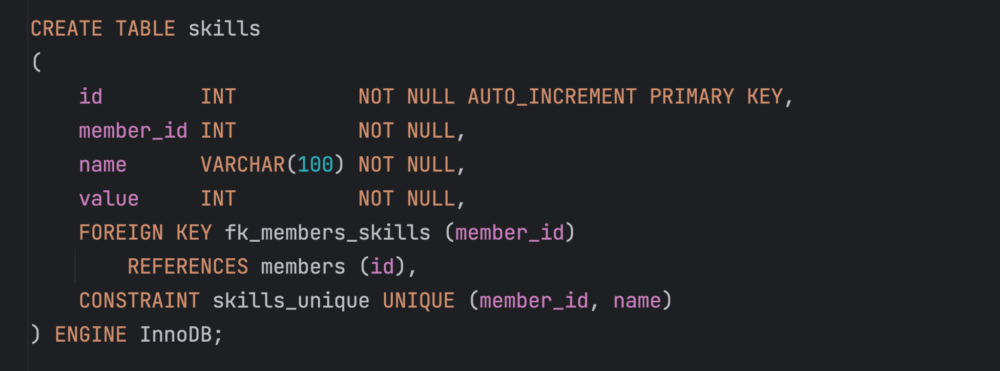 CREATE TABLE skills
(
    id        INT          NOT NULL AUTO_INCREMENT PRIMARY KEY,
    member_id INT          NOT NULL,
    name      VARCHAR(100) NOT NULL,
    value     INT          NOT NULL,
    FOREIGN KEY fk_members_skills (member_id)
        REFERENCES members (id),
    CONSTRAINT skills_unique UNIQUE (member_id, name)
) ENGINE InnoDB;